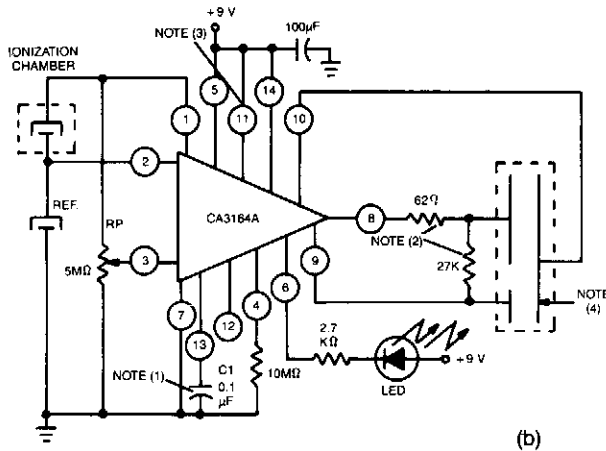 +9 V
NOTE (3)
100µF
IONIZATION
CHAMBER
5
14
1
11
10
2
CA3164A
8
62Ω
NOTE (2)
27K
REF.
RP
5MΩ
3
9
7
13
12
4
6
NOTE
(4)
NOTE (1)
C1
0.1
µF
10MΩ
2.7
KΩ
+9 V
LED
(b)